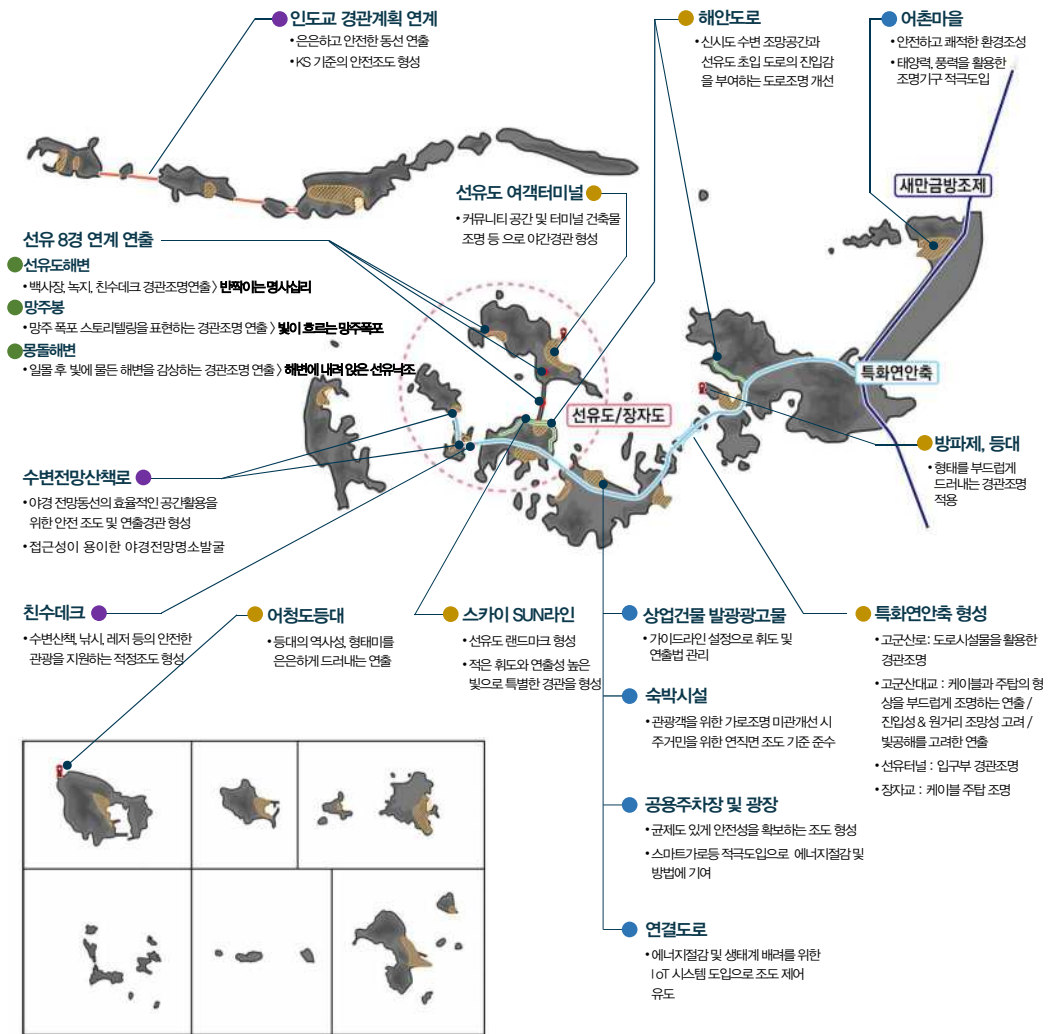 인도교 경관계획 연계
• 은은하고 안전한 동선 연출
• KS 기준의 안전조도 형성
해안도로
• 신시도 수변 조망공간과
선유도 초입 도로의 진입감
을 부여하는 도로조명 개선
어촌마을
• 안전하고 쾌적한 환경조성
• 태양력, 풍력을 활용한
조명기구 적극도입
새만금방조제
선유도 여객터미널
• 커뮤니티 공간 및 터미널 건축물
조명 등 으로 야간경관 형성
선유 8경 연계 연출
선유도해변
• 백사장, 녹지, 친수데크 경관조명연출 > 반짝이는 명사십리
망주봉
• 망주 폭포 스토리텔링을 표현하는 경관조명 연출 > 빛이 흐르는 망주폭포
몽돌해변
• 일몰 후 빛에 물든 해변을 감상하는 경관조명 연출 > 해변에 내려 앉은 선유낙조
특화연안축
선유도/장자도
방파제, 등대
• 형태를 부드럽게
드러내는 경관조명
적용
수변전망산책로
• 야경 전망동선의 효율적인 공간활용을
위한 안전 조도 및 연출경관 형성
• 접근성이 용이한 야경전망명소발굴
친수데크
• 수변산책, 낚시, 레저 등의 안전한
관광을 지원하는 적정조도 형성
어청도등대
• 등대의 역사성, 형태미를
은은하게 드러내는 연출
스카이 SUN라인
• 선유도 랜드마크 형성
• 적은 휘도와 연출성 높은
빛으로 특별한 경관을 형성
상업건물 발광광고물
• 가이드라인 설정으로 휘도 및
연출법 관리
숙박시설
• 관광객을 위한 가로조명 미관개선 시
주거민을 위한 연직면 조도 기준 준수
공용주차장 및 광장
• 균제도 있게 안전성을 확보하는 조도 형성
• 스마트가로등 적극도입으로 에너지절감 및
방법에 기여
연결도로
• 에너지절감 및 생태계 배려를 위한
IoT 시스템 도입으로 조도 제어
유도
특화연안축 형성
• 고군산로: 도로시설물을 활용한
경관조명
• 고군산대교 : 케이블과 주탑의 형
상을 부드럽게 조명하는 연출 /
진입성 & 원거리 조망성 고려 /
빛공해를 고려한 연출
• 선유터널 : 입구부 경관조명
• 장자교 : 케이블 주탑 조명